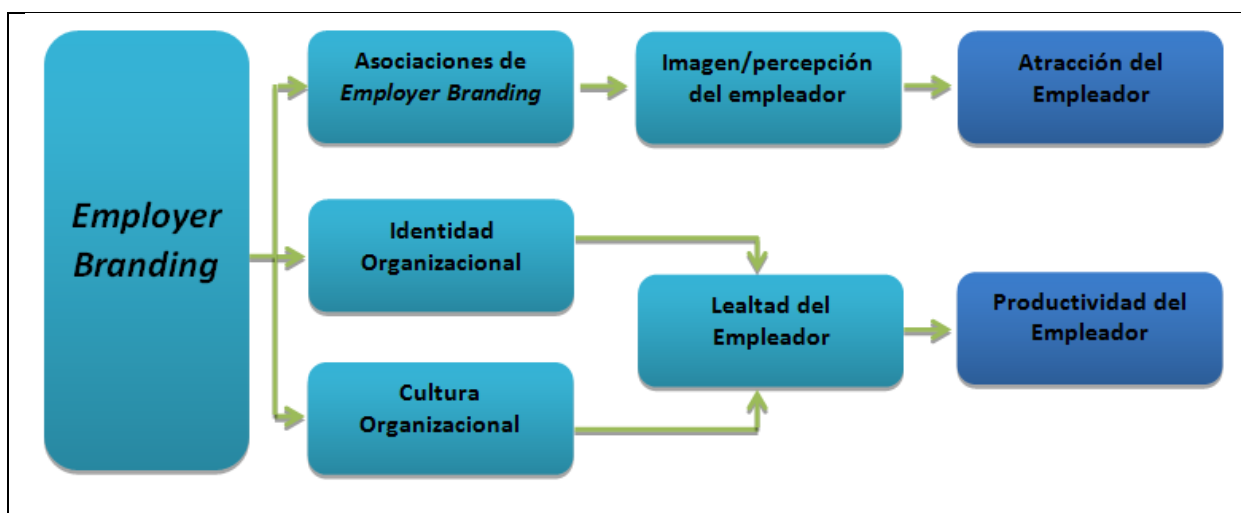 Employer
Branding
Asociaciones de
Employer Branding
Imagen/percepción
del empleador
Atracción del
Empleador
Identidad
Organizacional
Lealtad del
Empleador
Productividad del
Empleador
Cultura
Organizacional